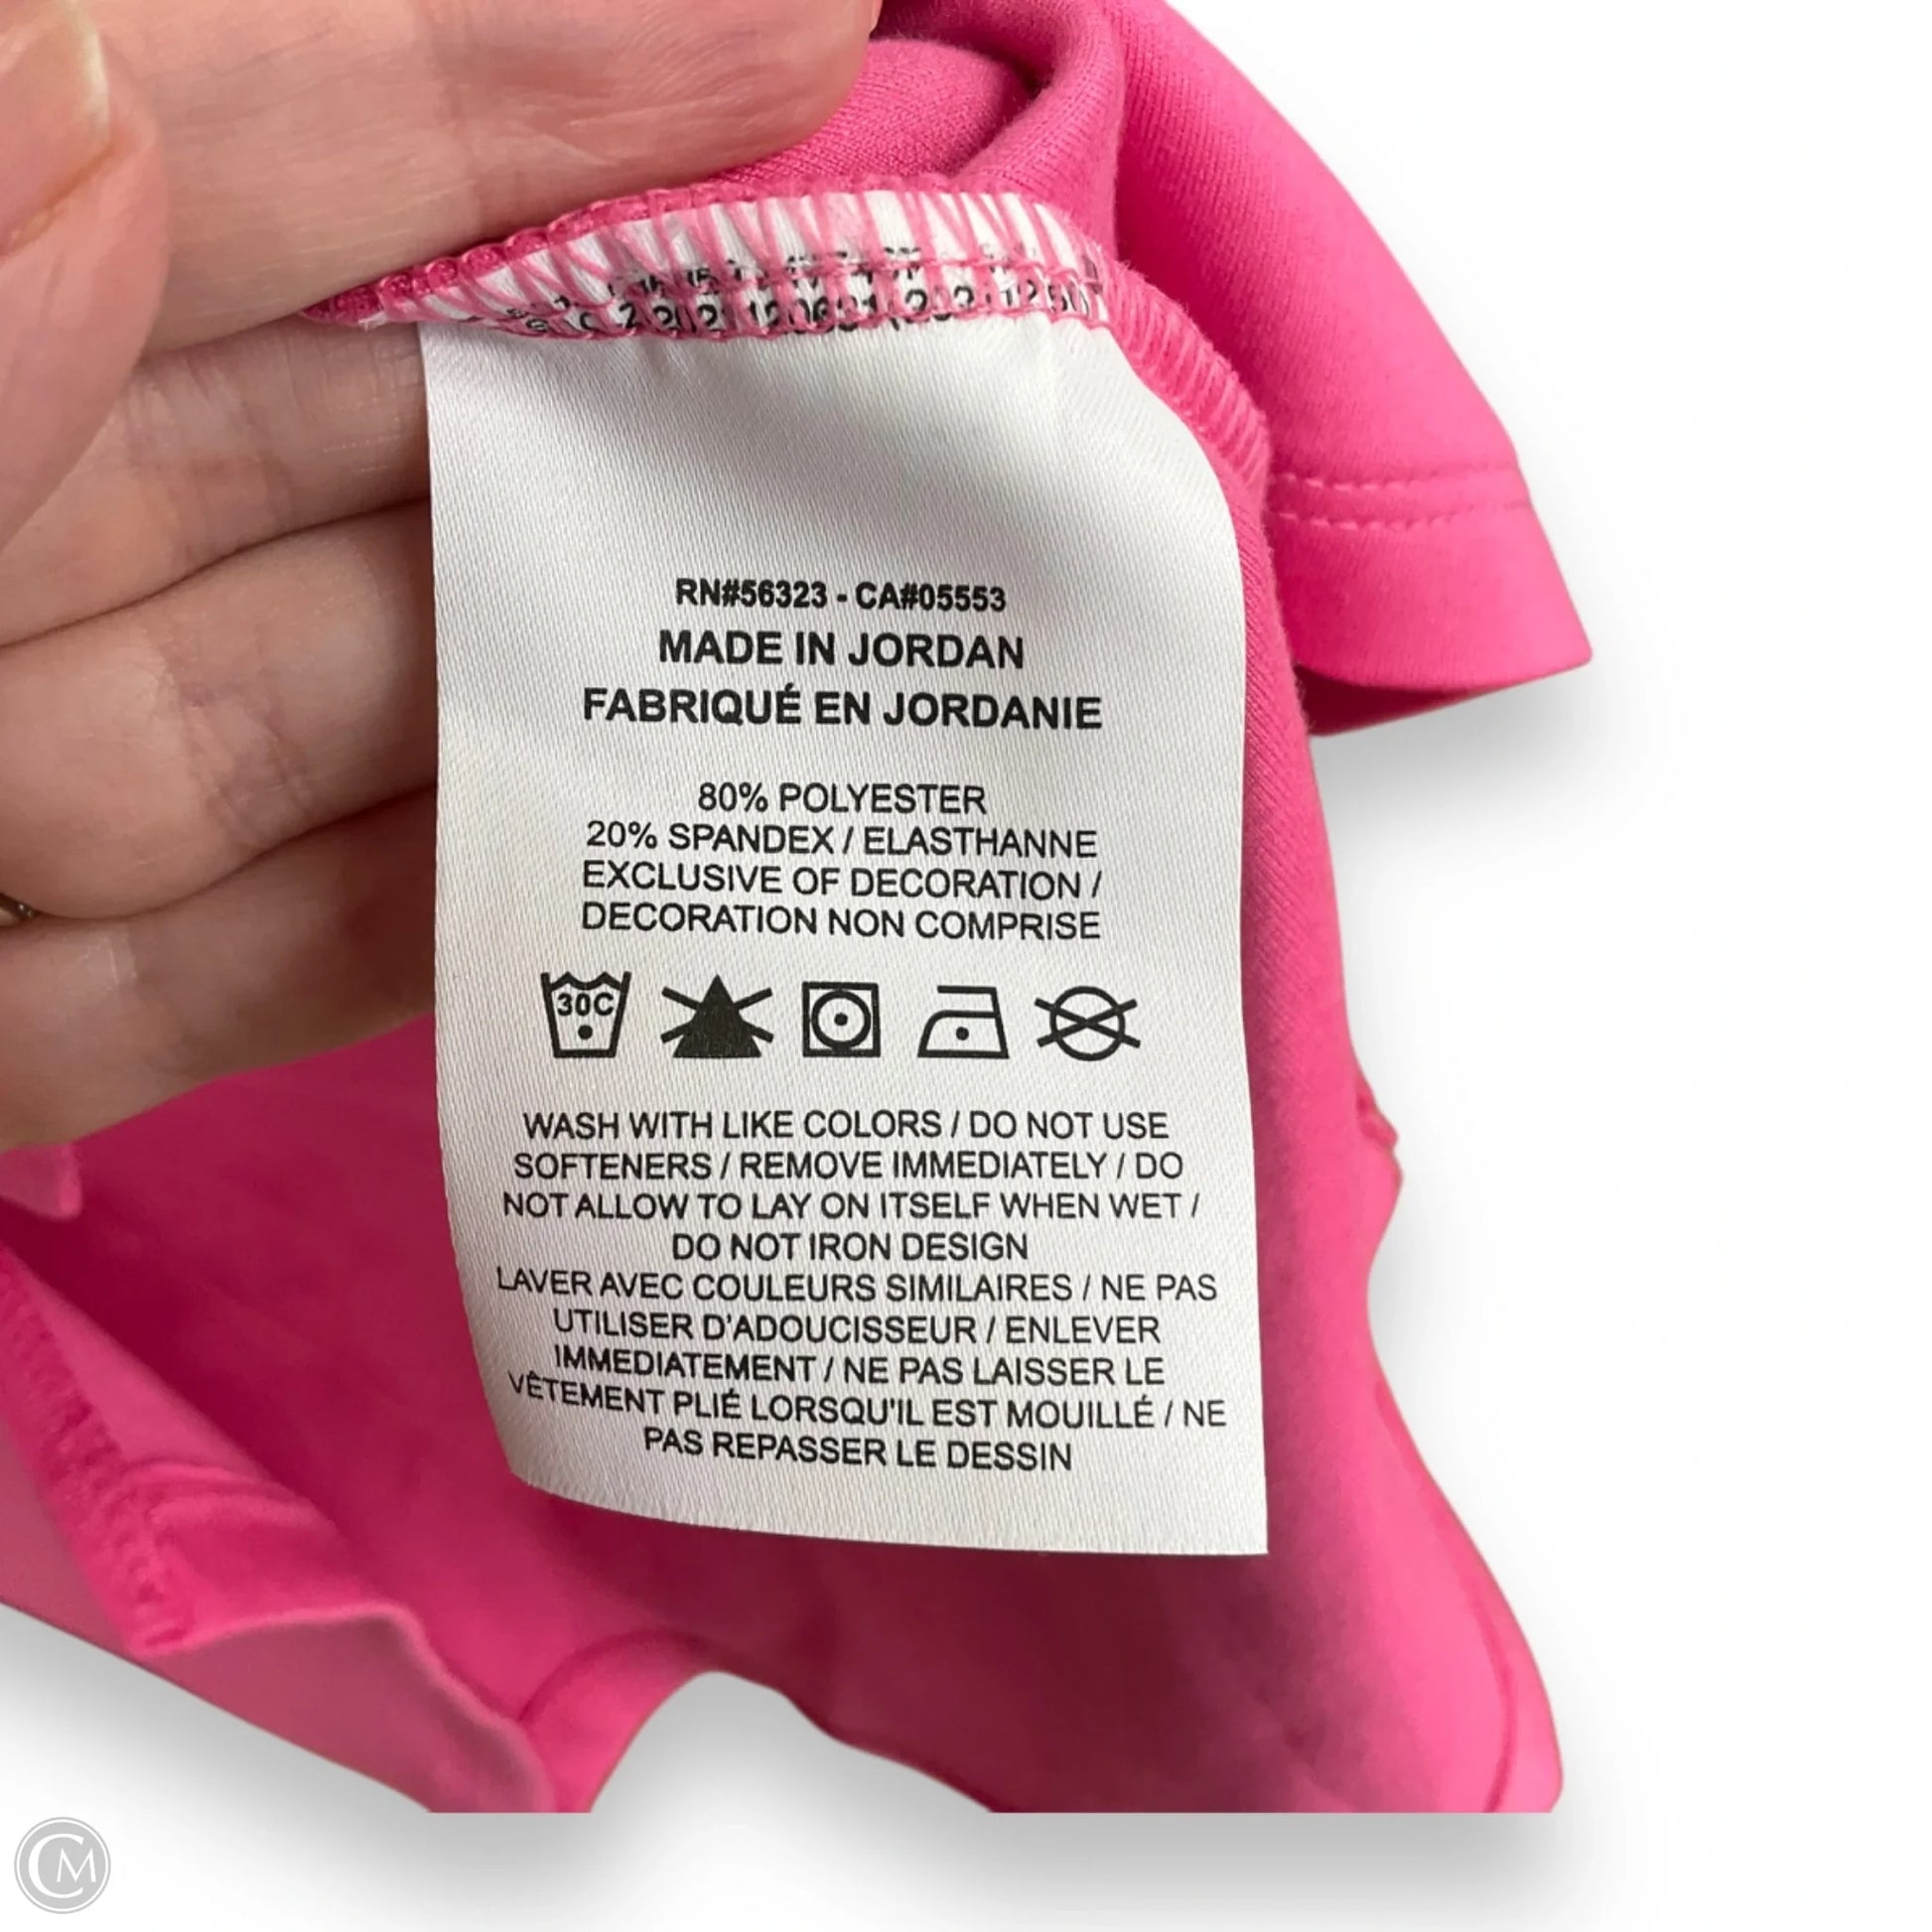 RN#56323 - CA#05553
MADE IN JORDAN
FABRIQUÉ EN JORDANIE
80% POLYESTER
20% SPANDEX / ELASTHANNE
EXCLUSIVE OF DECORATION /
DECORATION NON COMPRISE
30C
WASH WITH LIKE COLORS / DO NOT USE
SOFTENERS / REMOVE IMMEDIATELY / DO
NOT ALLOW TO LAY ON ITSELF WHEN WET /
DO NOT IRON DESIGN
LAVER AVEC COULEURS SIMILAIRES / NE PAS
UTILISER D'ADOUCISSEUR / ENLEVER
IMMEDIATEMENT / NE PAS LAISSER LE
VÊTEMENT PLIÉ LORSQU'IL EST MOUILLÉ / NE
PAS REPASSER LE DESSIN
CM